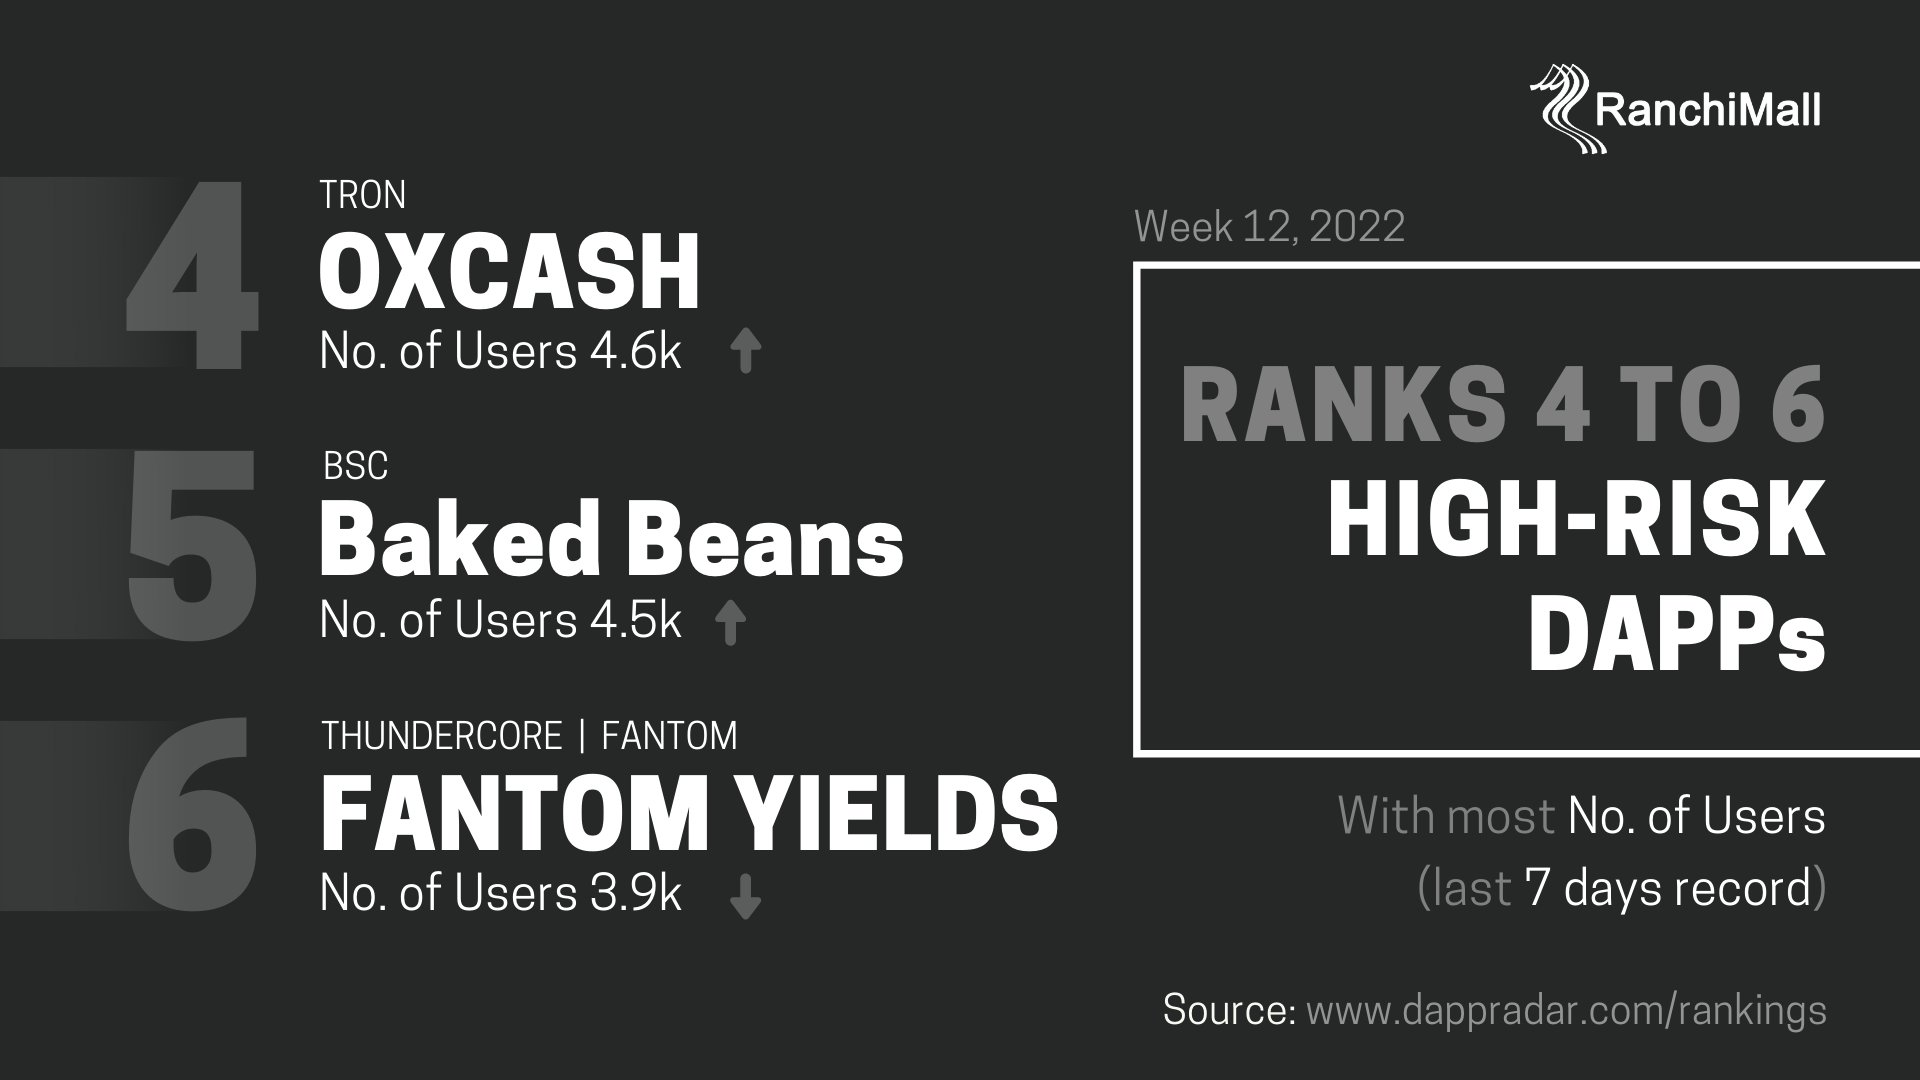 RanchiMall
4
TRON
OXCASH
No. of Users 4.6k
5
BSC
Baked Beans
No. of Users 4.5k
6
THUNDERCORE | FANTOM
FANTOM YIELDS
No. of Users 3.9k
Week 12, 2022
RANKS 4 TO 6
HIGH-RISK
DAPPs
With most No. of Users
(last 7 days record)
Source: www.dappradar.com/rankings